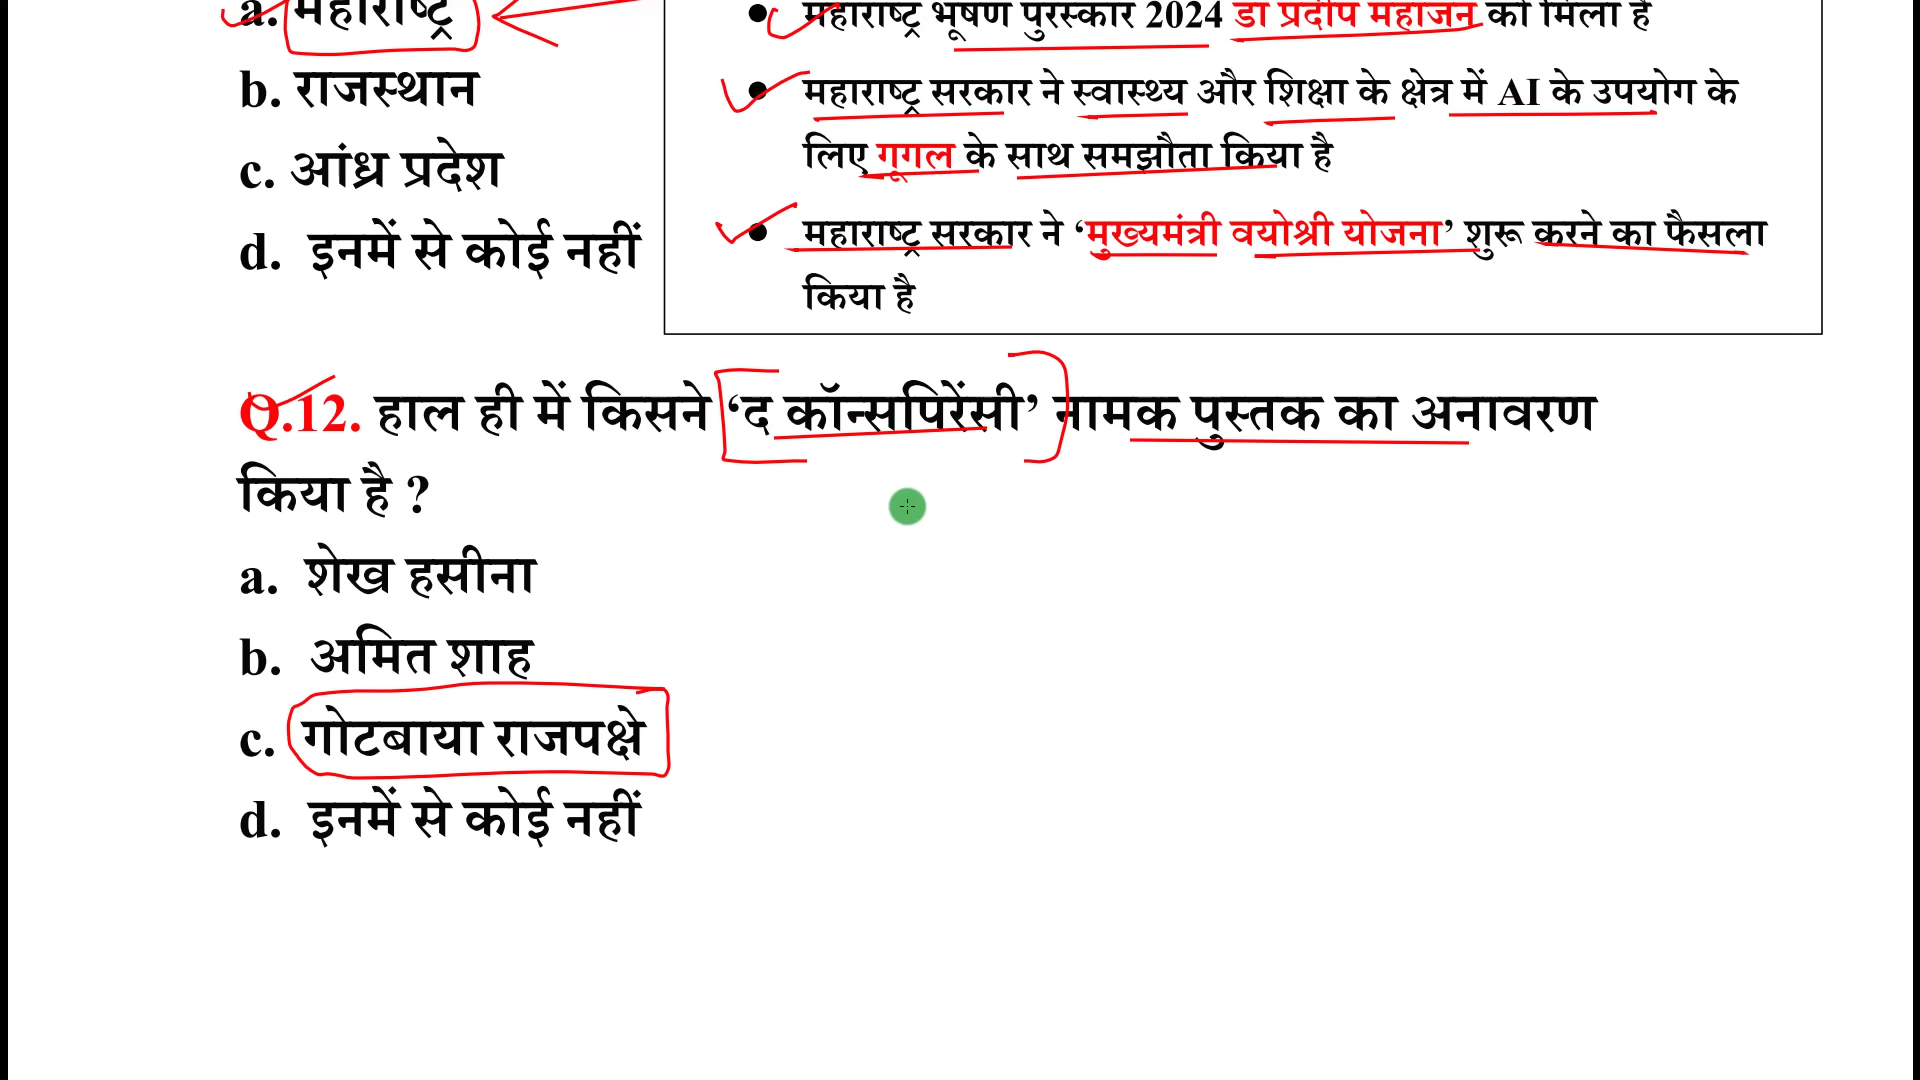 a. महाराष्ट्र
b. राजस्थान
c. आंध्र प्रदेश
d. इनमें से कोई नहीं
● महाराष्ट्र भूषण पुरस्कार 2024 डा प्रदीप महाजन को मिला है
● महाराष्ट्र सरकार ने स्वास्थ्य और शिक्षा के क्षेत्र में AI के उपयोग के
लिए गूगल के साथ समझौता किया है
● महाराष्ट्र सरकार ने ‘मुख्यमंत्री वयोश्री योजना’ शुरू करने का फैसला
किया है
Q.12. हाल ही में किसने ‘द कॉन्सपिरेंसी’ नामक पुस्तक का अनावरण
किया है ?
a. शेख हसीना
b. अमित शाह
c. गोटबाया राजपक्षे
d. इनमें से कोई नहीं